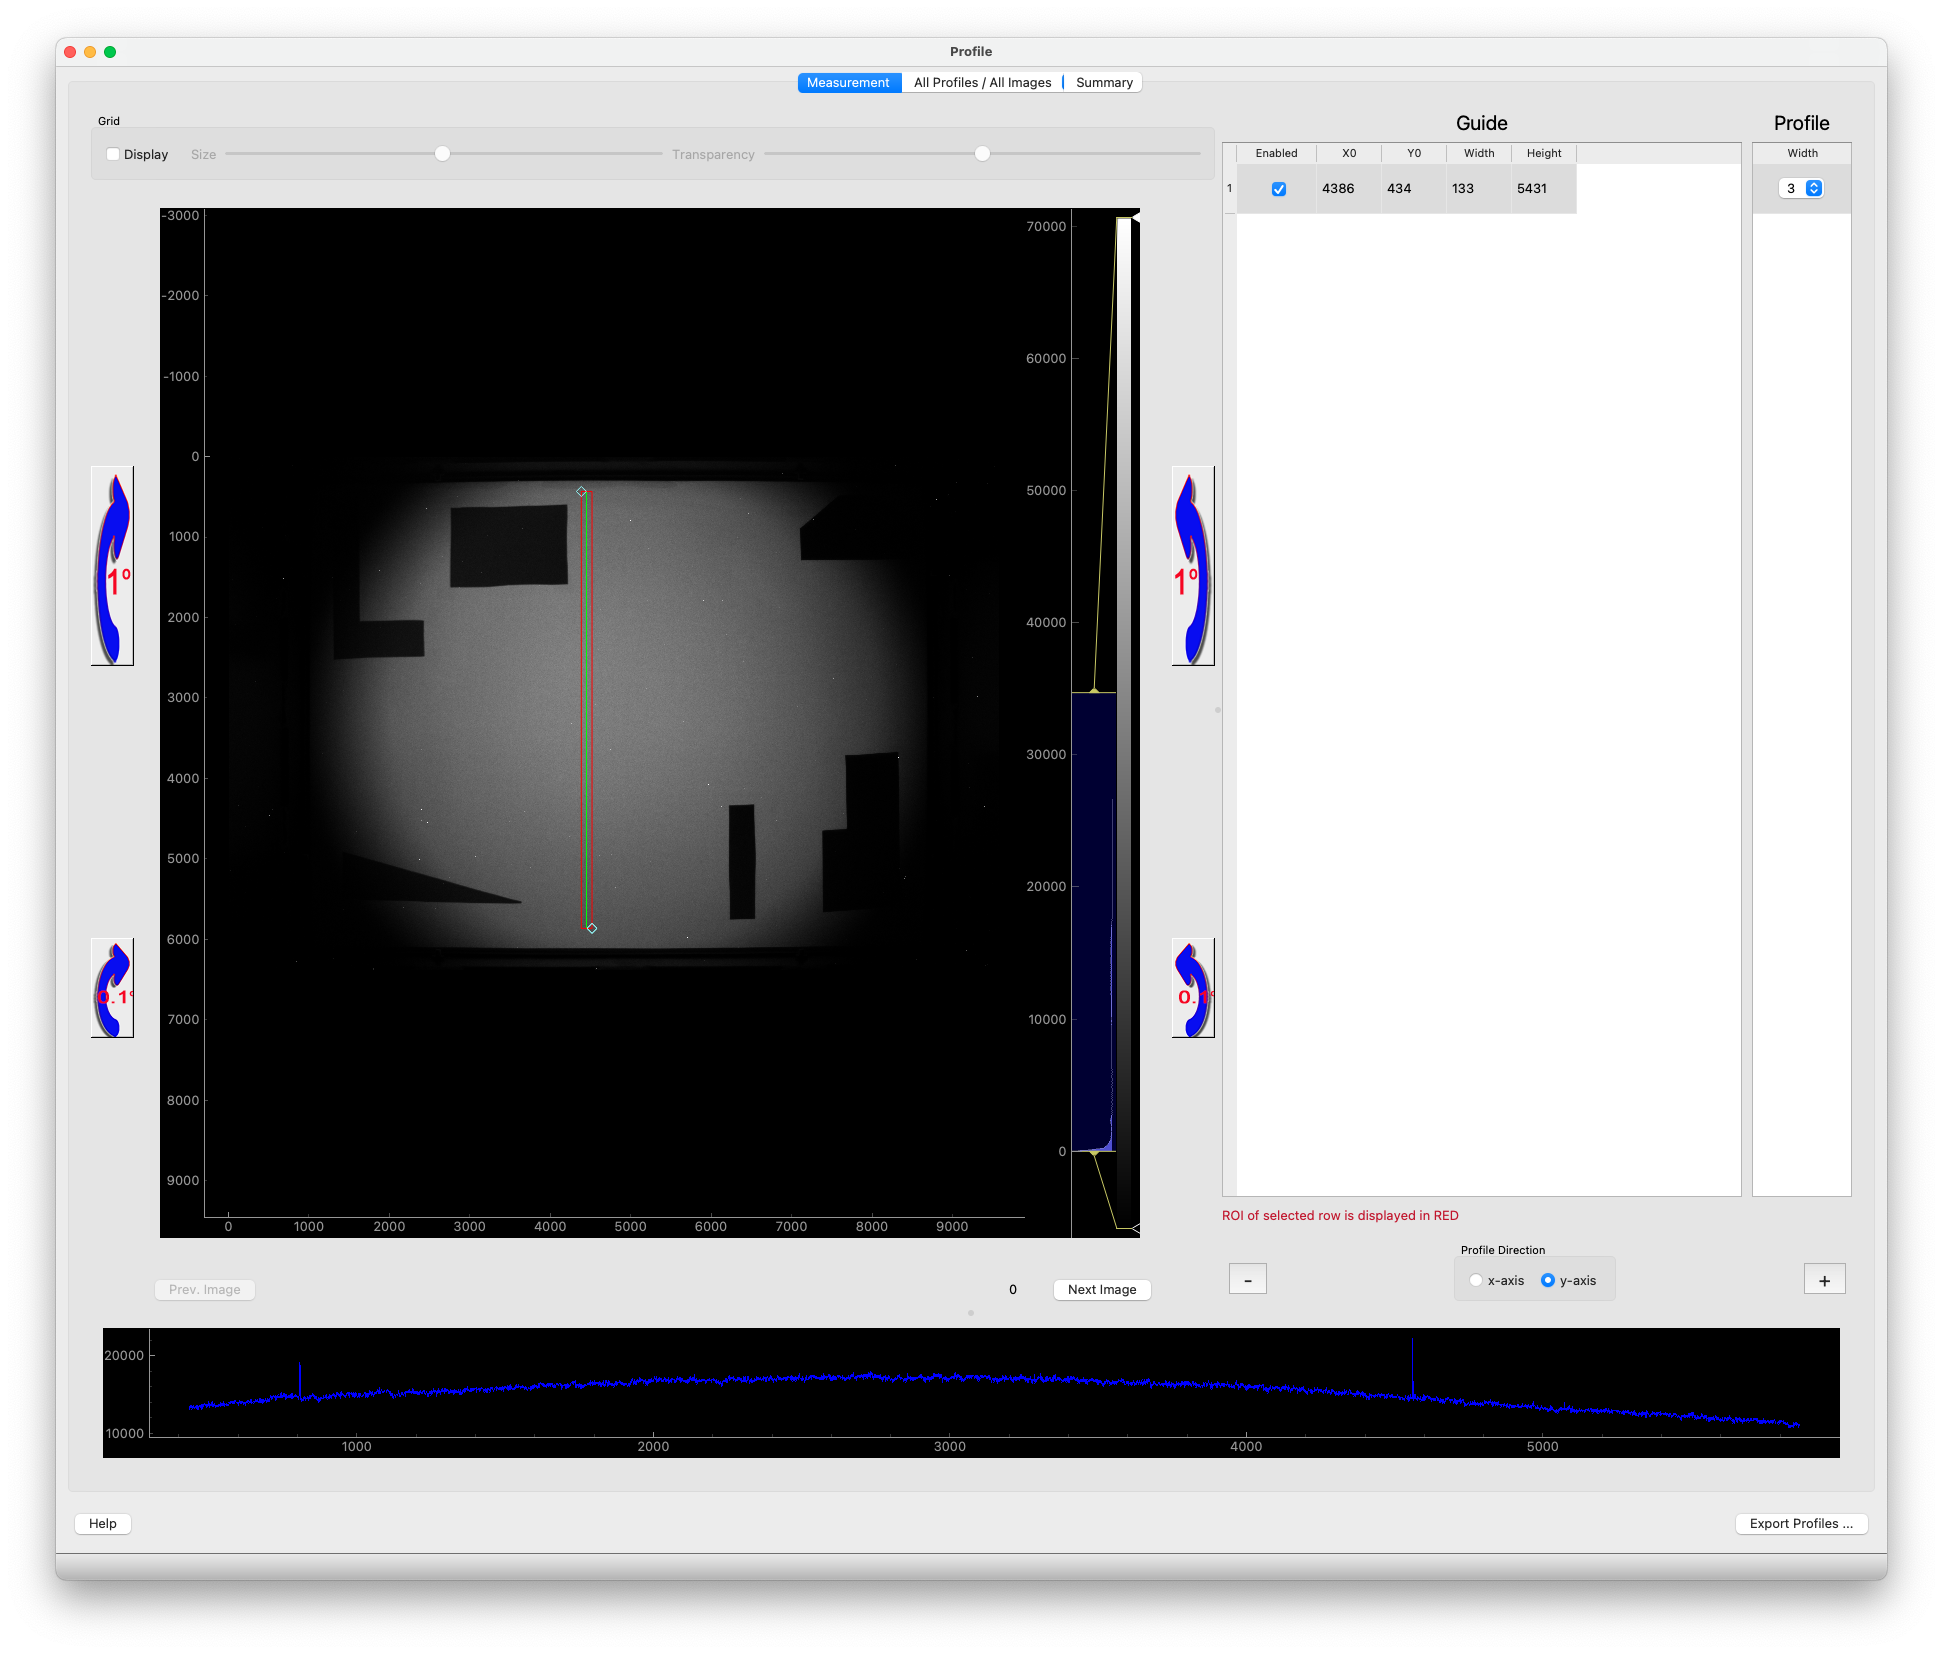 Profile
Measurement All Profiles / All Images Summary
Grid
Display Size Transparency
Guide Profile
Enabled X0 Y0 Width Height Width
1 4386 434 133 5431 3
-3000
-2000
-1000
0
1000
2000
3000
4000
5000
6000
7000
8000
9000
0 1000 2000 3000 4000 5000 6000 7000 8000 9000
70000
60000
50000
40000
30000
20000
10000
0
1º
0.1º
1º
0.1º
ROI of selected row is displayed in RED
Profile Direction
- x-axis y-axis +
Prev. Image 0 Next Image
20000
10000
1000 2000 3000 4000 5000
Help Export Profiles ...